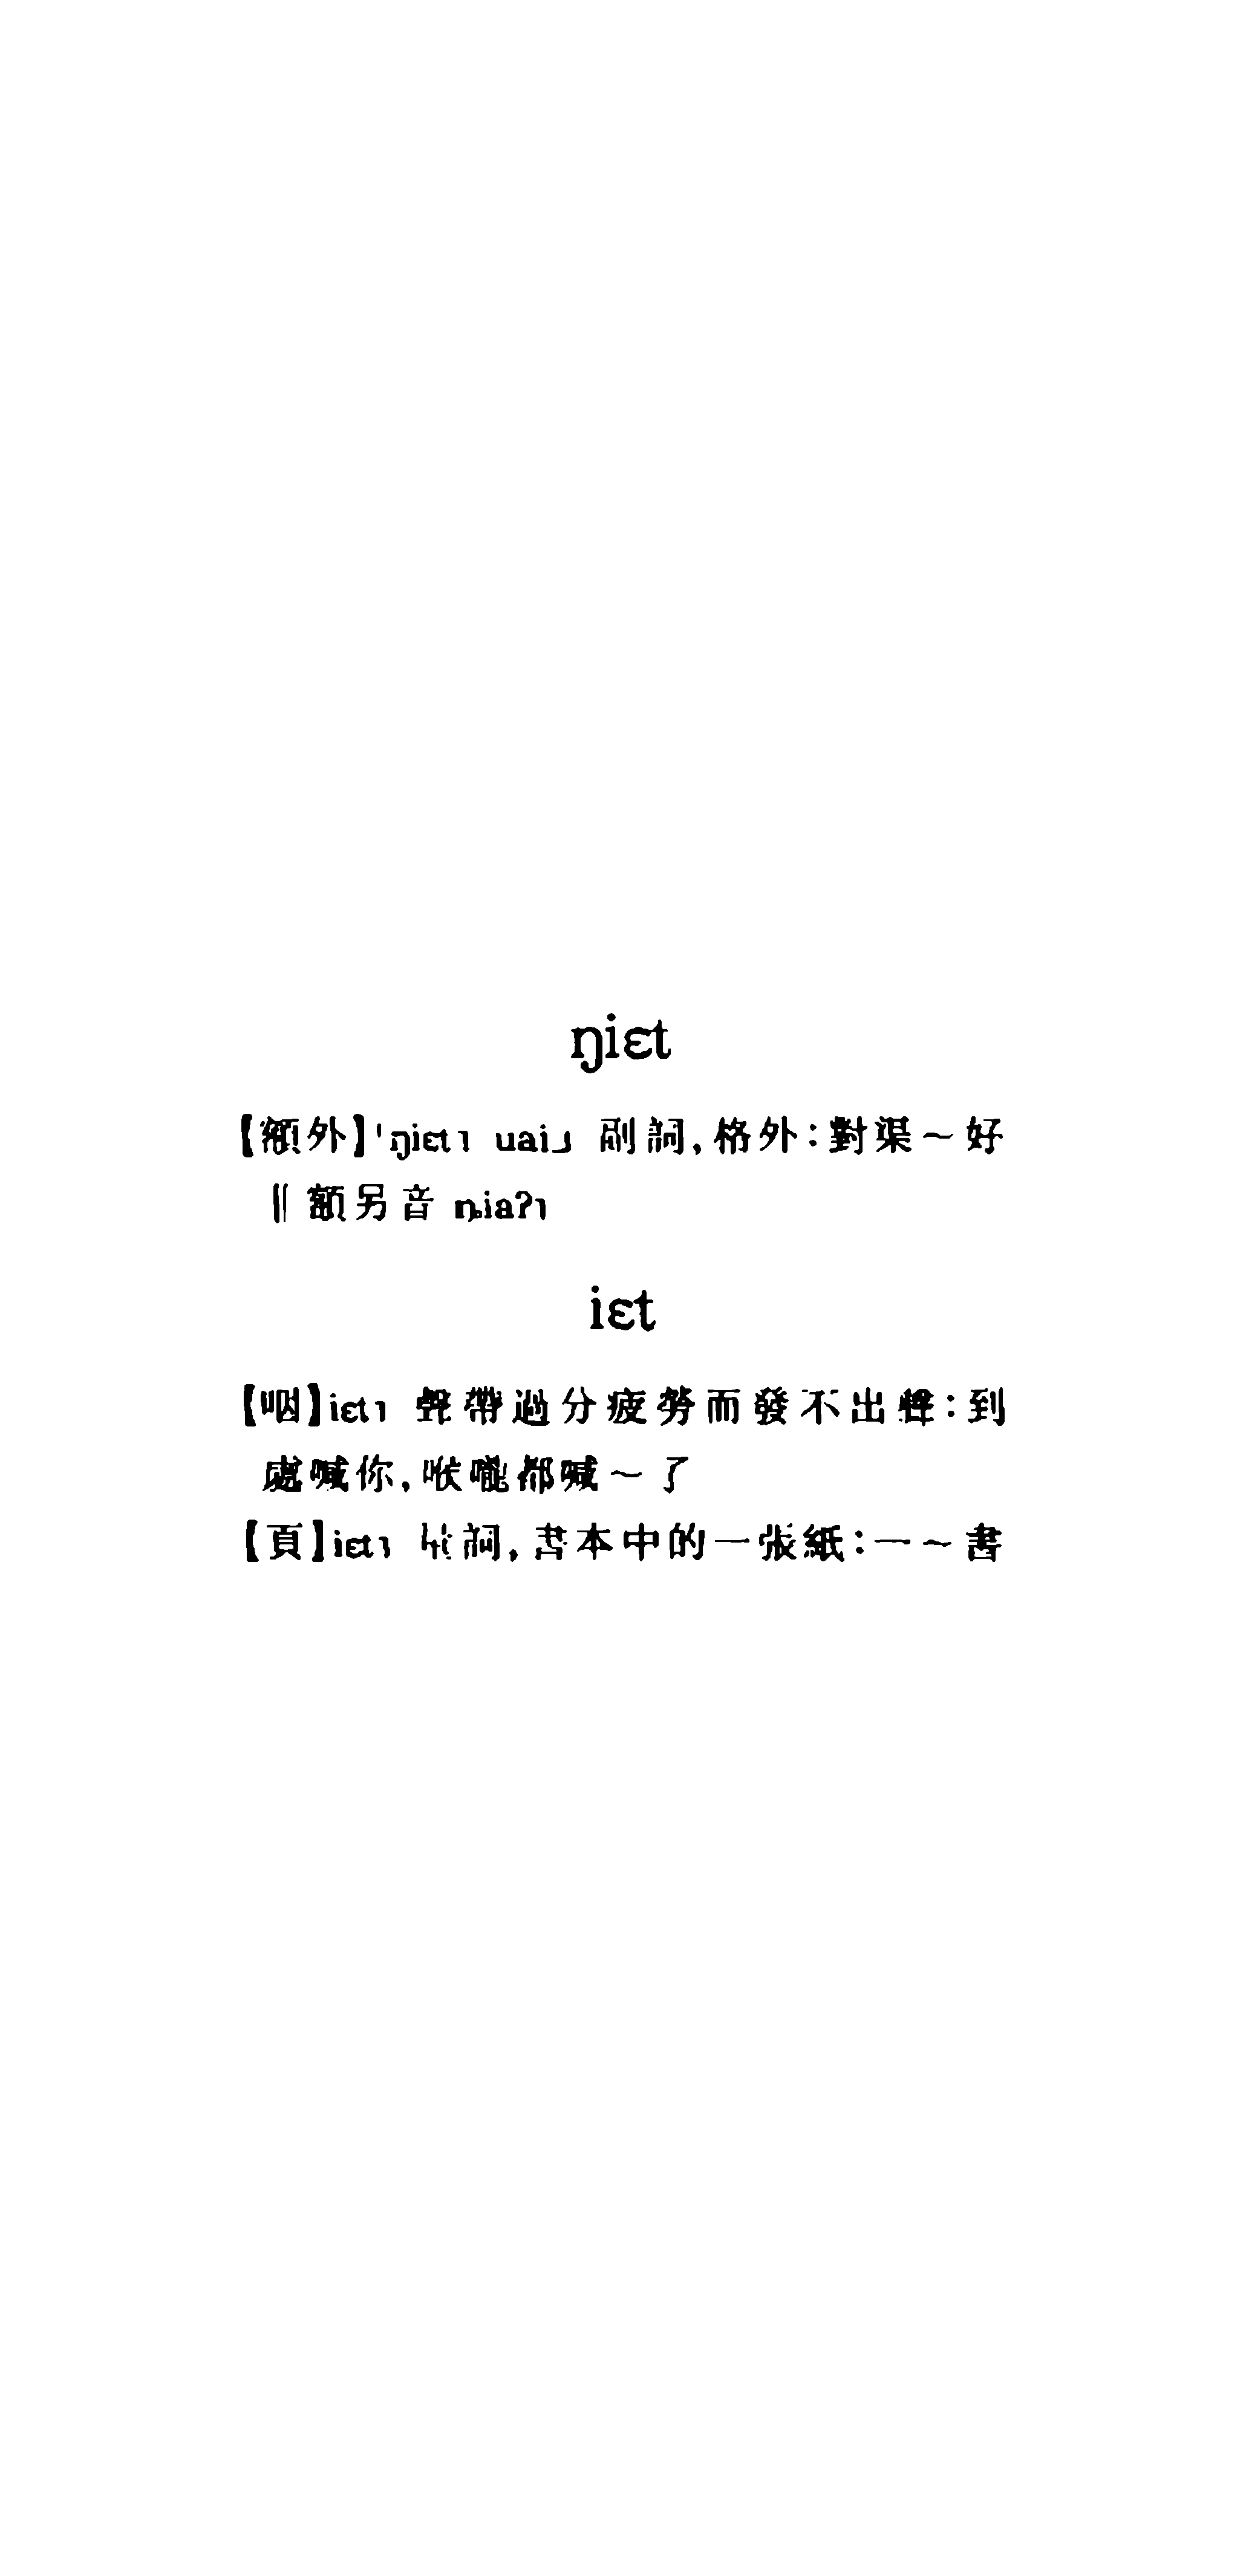 ŋiɛt
【額外】ˈŋiɛt˥ uai˩ 副詞,格外:對渠～好
‖額另音 ȵiaʔ˥
iɛt
【咽】iɛt˥ 聲帶過分疲勞而發不出聲:到
處喊你,喉嚨都喊～了
【頁】iɛt˥ 量詞,書本中的一張紙:一～書